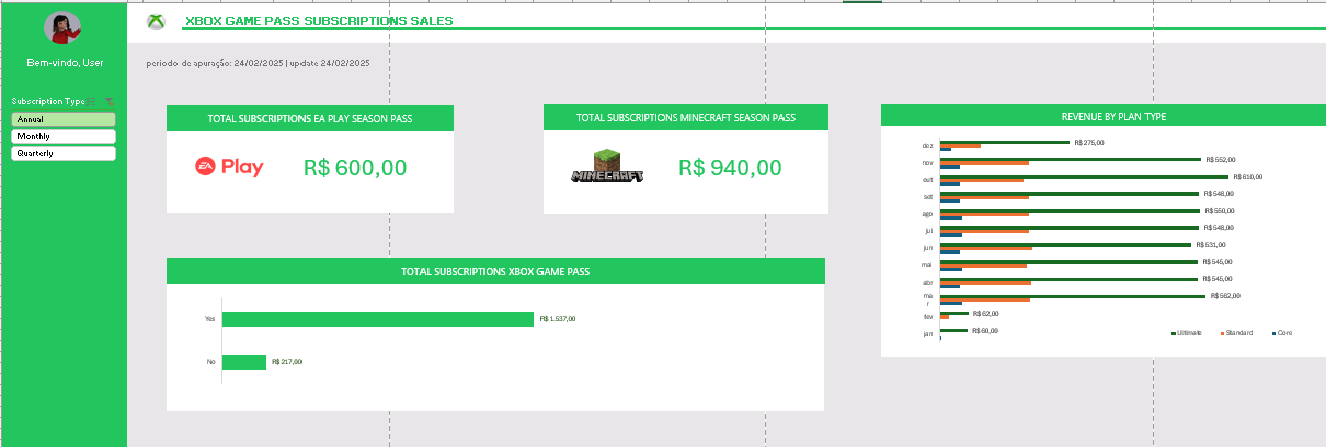 XBOX GAME PASS SUBSCRIPTIONS SALES
Bem-vindo, User
periodo de apuração: 24/02/2025 | update 24/02/2025
Subscription Type
Annual
Monthly
Quarterly
TOTAL SUBSCRIPTIONS EA PLAY SEASON PASS
EA Play
R$ 600,00
TOTAL SUBSCRIPTIONS MINECRAFT SEASON PASS
MINECRAFT
R$ 940,00
TOTAL SUBSCRIPTIONS XBOX GAME PASS
Yes R$ 1.537,00
No R$ 217,00
REVENUE BY PLAN TYPE
dez R$ 275,00
nov R$ 552,00
out R$ 610,00
set R$ 548,00
ago R$ 550,00
jul R$ 548,00
jun R$ 531,00
mai R$ 545,00
abr R$ 545,00
mar R$ 562,00
fev R$ 62,00
jan R$ 60,00
Ultimate Standard Core